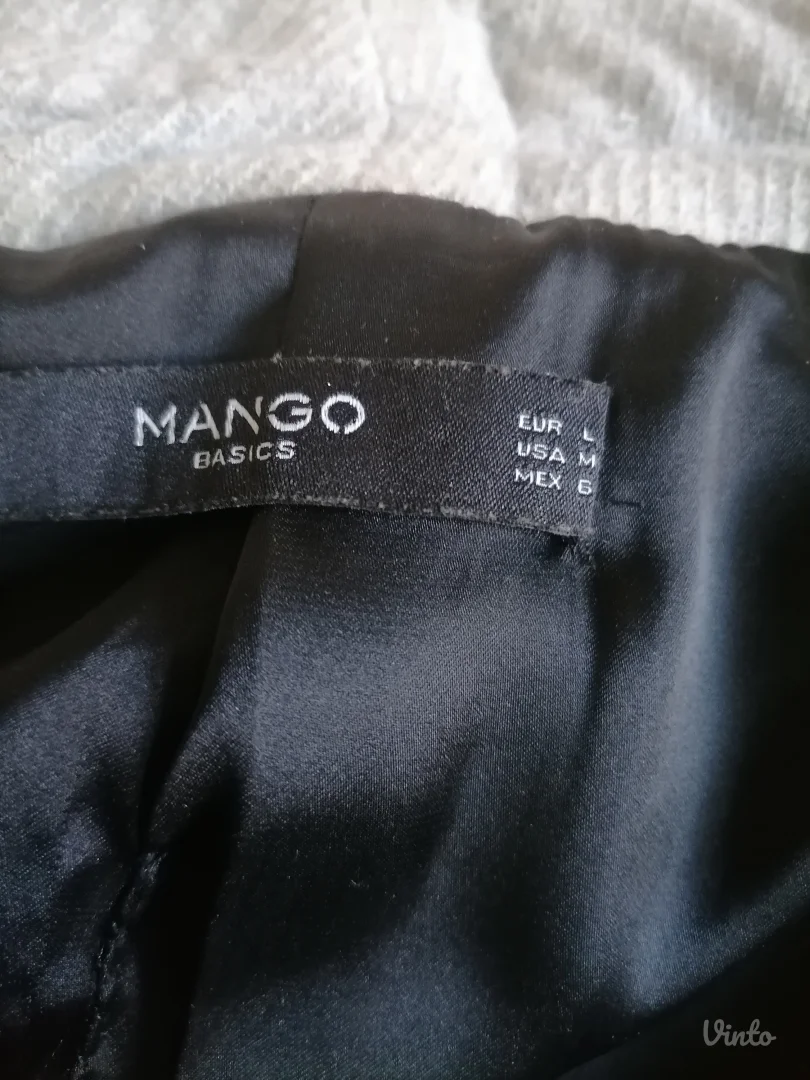 MANGO
BASICS
EUR L
USA M
MEX 6
Vinto